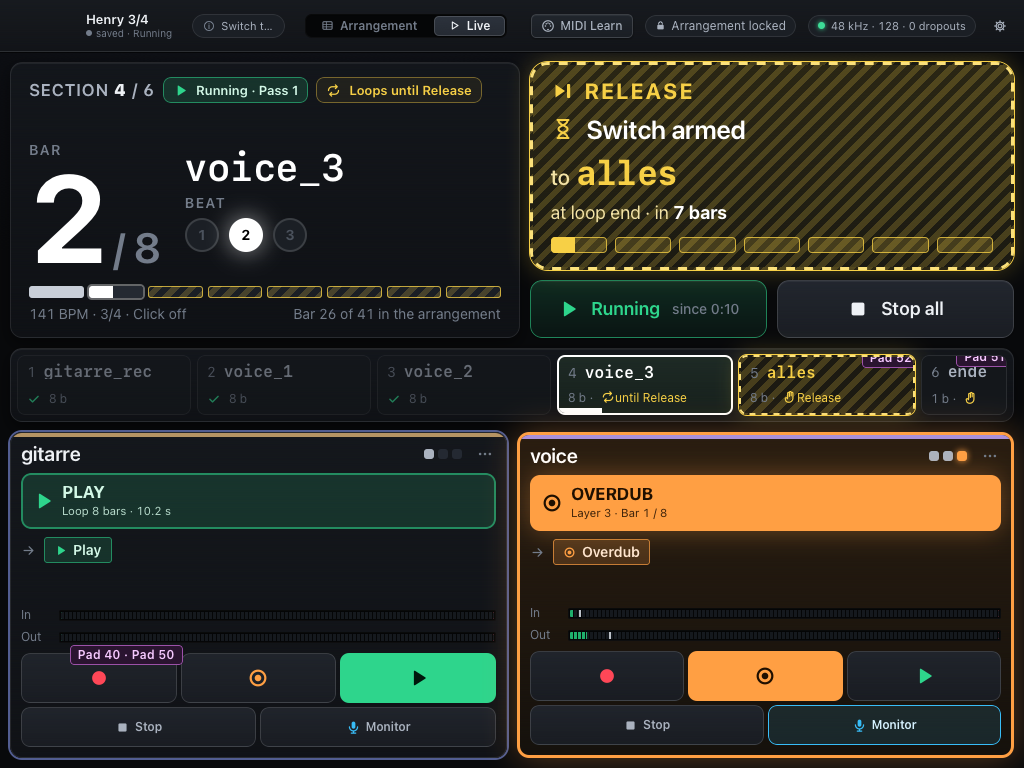 Henry 3/4
saved · Running
Switch t...
Arrangement
Live
MIDI Learn
Arrangement locked
48 kHz · 128 · 0 dropouts
SECTION 4 / 6
Running · Pass 1
Loops until Release
BAR
2 / 8
voice_3
BEAT
1 2 3
141 BPM · 3/4 · Click off
Bar 26 of 41 in the arrangement
RELEASE
Switch armed
to alles
at loop end · in 7 bars
Running since 0:10
Stop all
1 gitarre_rec
8 b
2 voice_1
8 b
3 voice_2
8 b
4 voice_3
8 b · until Release
Pad 52
5 alles
8 b · Release
Pad 51
6 ende
1 b ·
gitarre
PLAY
Loop 8 bars · 10.2 s
Play
In
Out
Pad 40 · Pad 50
Stop
Monitor
voice
OVERDUB
Layer 3 · Bar 1 / 8
Overdub
In
Out
Stop
Monitor